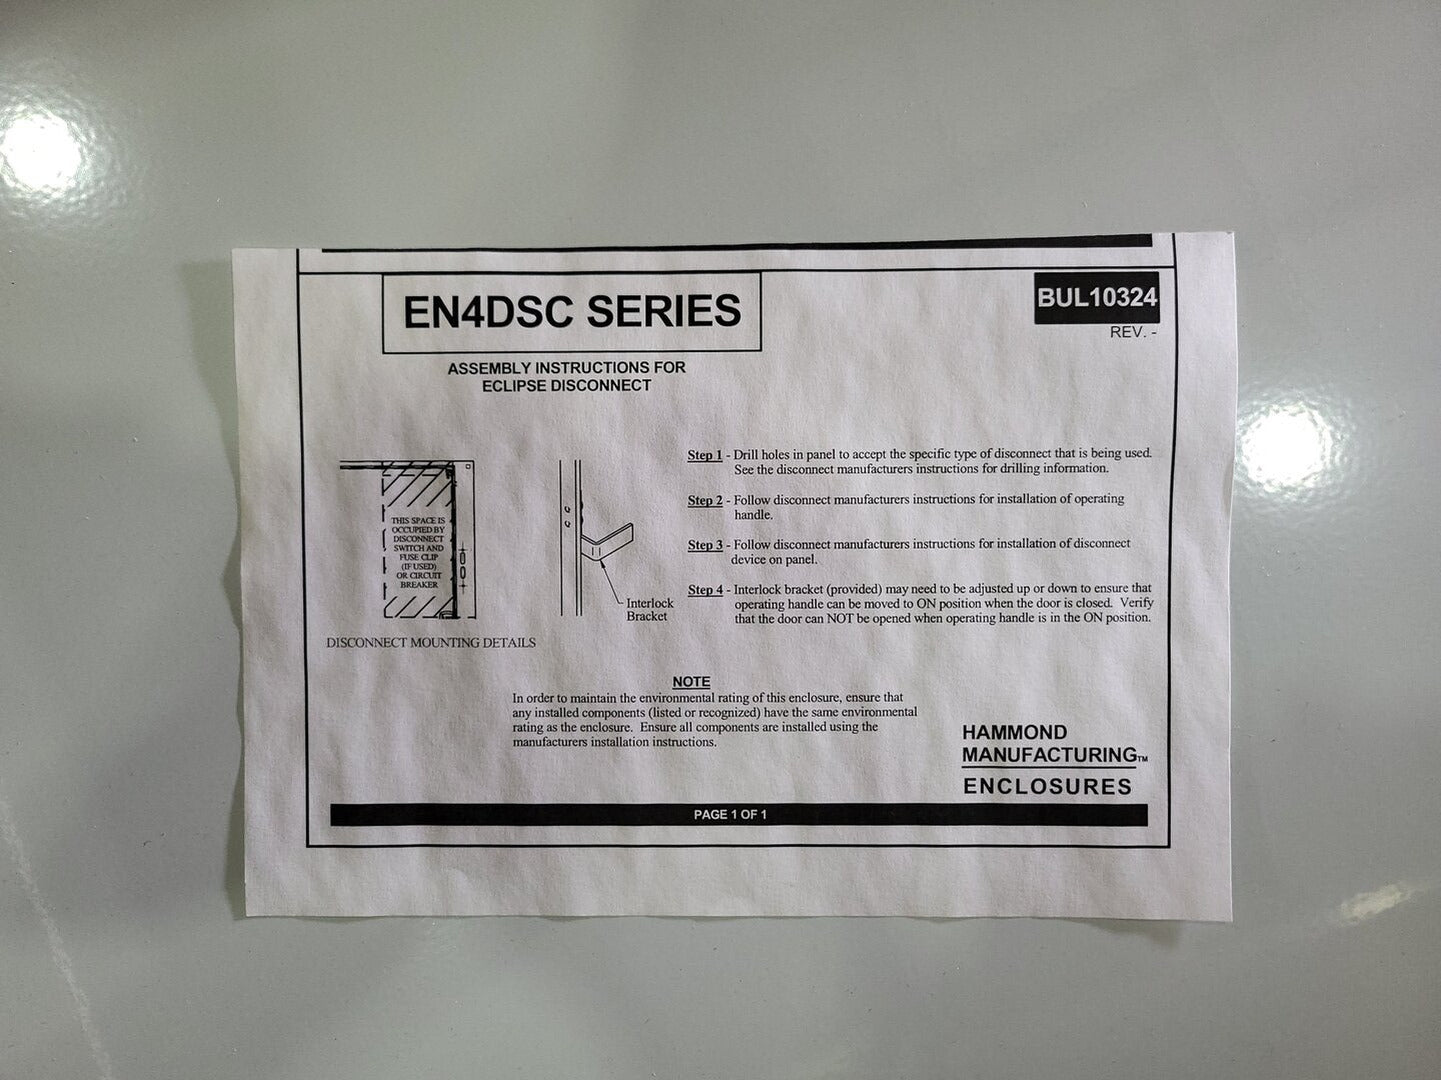 EN4DSC SERIES
BUL10324
REV. -
ASSEMBLY INSTRUCTIONS FOR
ECLIPSE DISCONNECT
THIS SPACE IS
OCCUPIED BY
DISCONNECT
SWITCH AND
FUSE CLIP
(IF USED)
OR CIRCUIT
BREAKER
DISCONNECT MOUNTING DETAILS
Interlock
Bracket
Step 1 - Drill holes in panel to accept the specific type of disconnect that is being used.
See the disconnect manufacturers instructions for drilling information.
Step 2 - Follow disconnect manufacturers instructions for installation of operating
handle.
Step 3 - Follow disconnect manufacturers instructions for installation of disconnect
device on panel.
Step 4 - Interlock bracket (provided) may need to be adjusted up or down to ensure that
operating handle can be moved to ON position when the door is closed. Verify
that the door can NOT be opened when operating handle is in the ON position.
NOTE
In order to maintain the environmental rating of this enclosure, ensure that
any installed components (listed or recognized) have the same environmental
rating as the enclosure. Ensure all components are installed using the
manufacturers installation instructions.
HAMMOND
MANUFACTURING™
ENCLOSURES
PAGE 1 OF 1